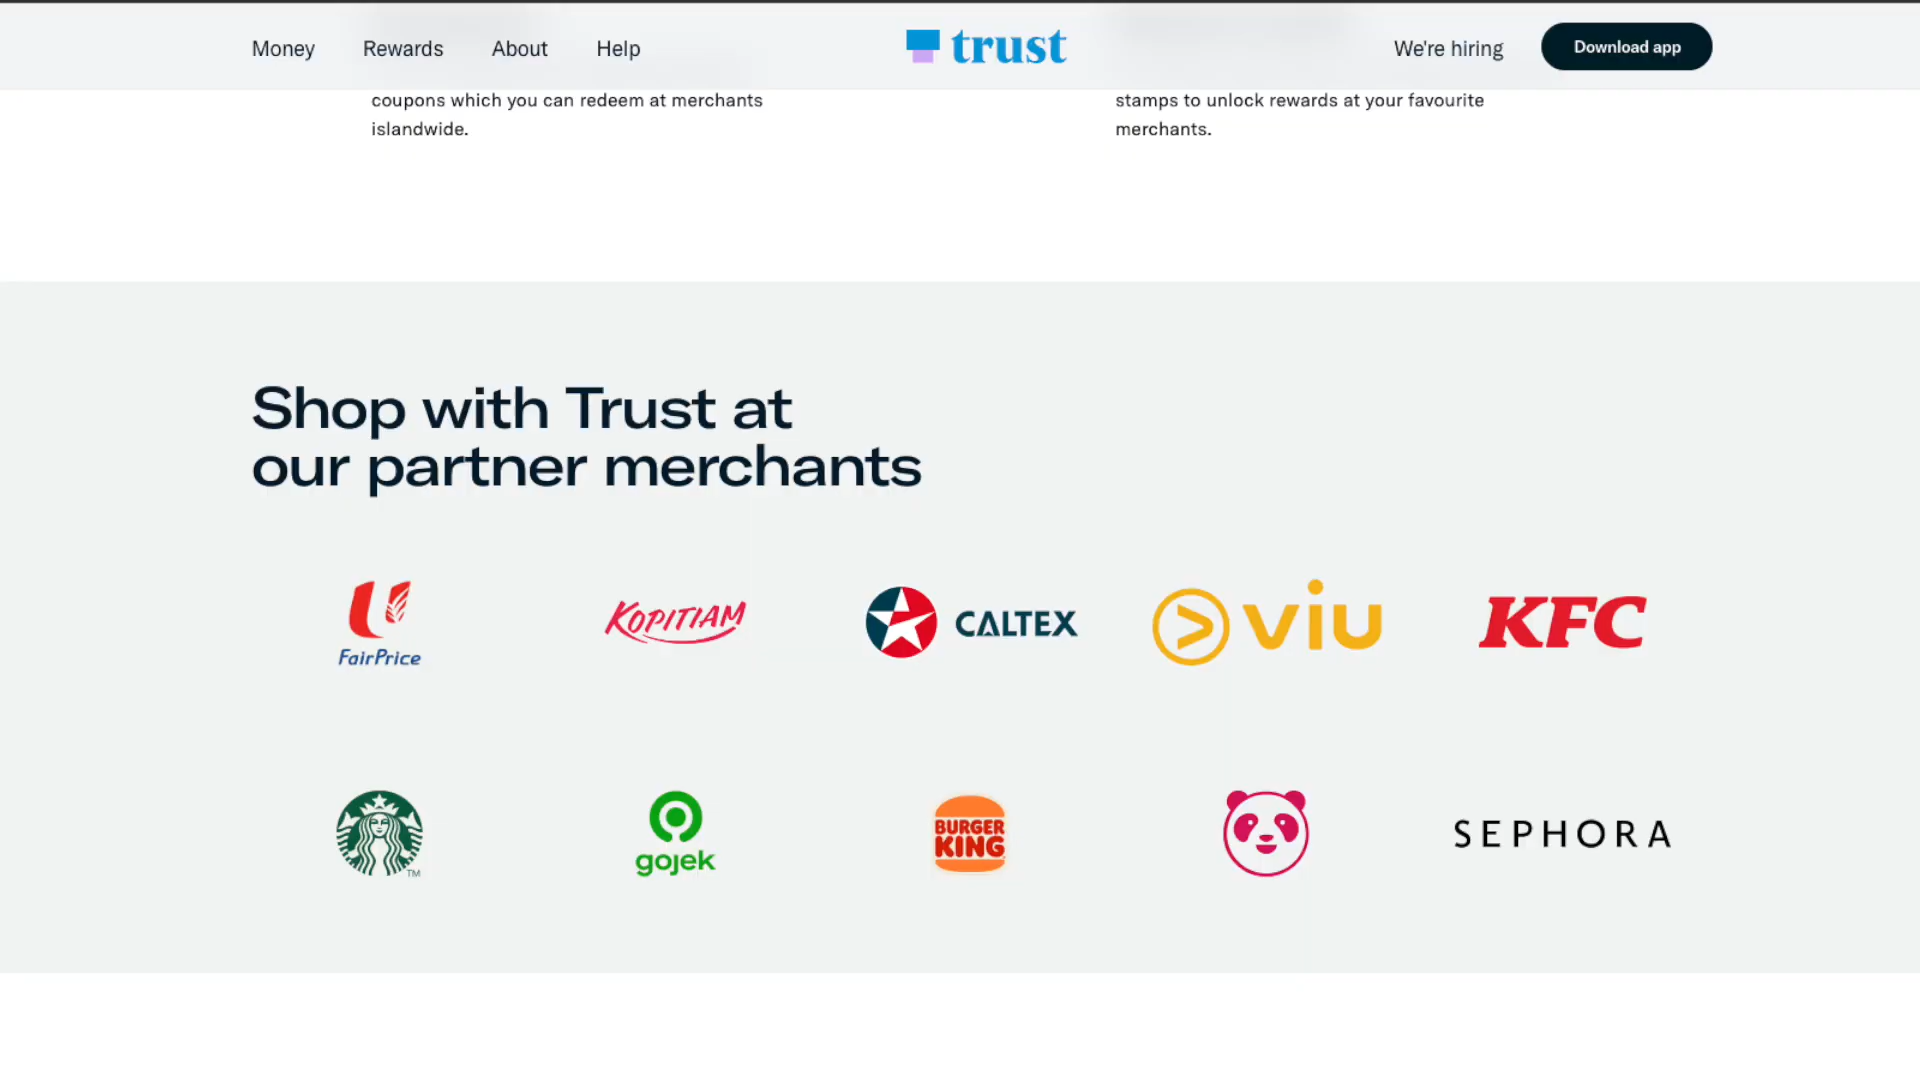 Money
Rewards
About
Help
trust
We're hiring
Download app
coupons which you can redeem at merchants
islandwide.
stamps to unlock rewards at your favourite
merchants.
Shop with Trust at
our partner merchants
FairPrice
KOPITIAM
CALTEX
viu
KFC
TM
gojek
BURGER
KING
SEPHORA